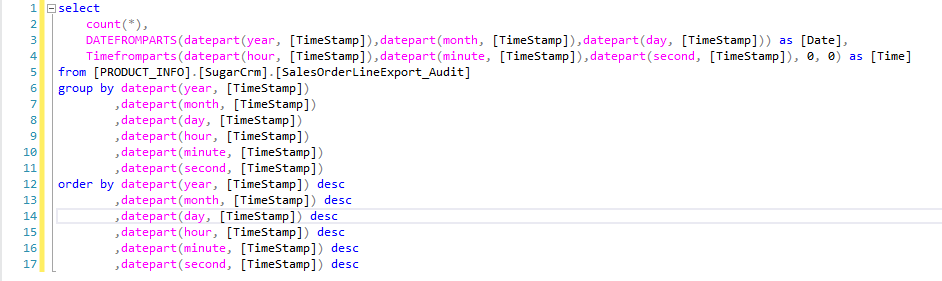 1 select
2 count(*),
3 DATEFROMPARTS(datepart(year, [TimeStamp]),datepart(month, [TimeStamp]),datepart(day, [TimeStamp])) as [Date],
4 Timefromparts(datepart(hour, [TimeStamp]),datepart(minute, [TimeStamp]),datepart(second, [TimeStamp]), 0, 0) as [Time]
5 from [PRODUCT_INFO].[SugarCrm].[SalesOrderLineExport_Audit]
6 group by datepart(year, [TimeStamp])
7 ,datepart(month, [TimeStamp])
8 ,datepart(day, [TimeStamp])
9 ,datepart(hour, [TimeStamp])
10 ,datepart(minute, [TimeStamp])
11 ,datepart(second, [TimeStamp])
12 order by datepart(year, [TimeStamp]) desc
13 ,datepart(month, [TimeStamp]) desc
14 ,datepart(day, [TimeStamp]) desc
15 ,datepart(hour, [TimeStamp]) desc
16 ,datepart(minute, [TimeStamp]) desc
17 ,datepart(second, [TimeStamp]) desc